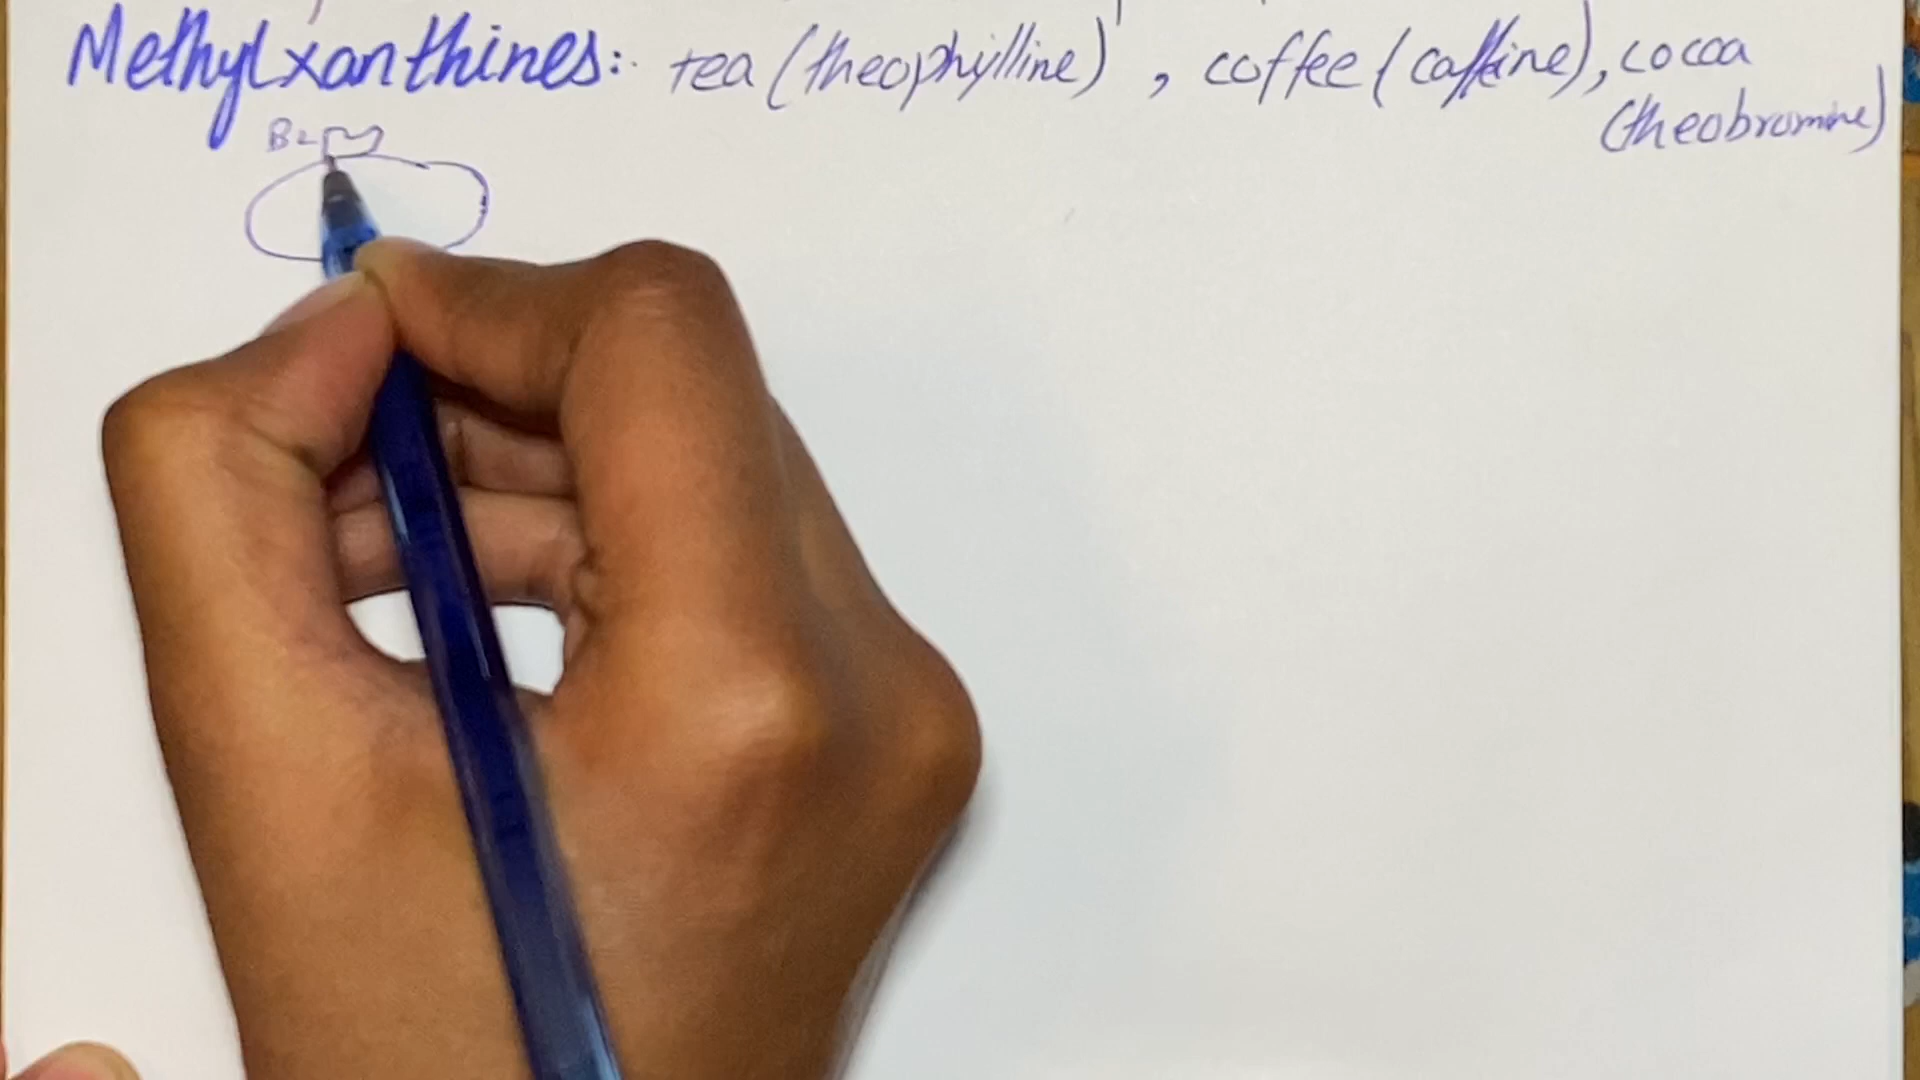 Methylxanthines: tea (theophylline), coffee (caffeine), cocoa
(theobromine)
B2